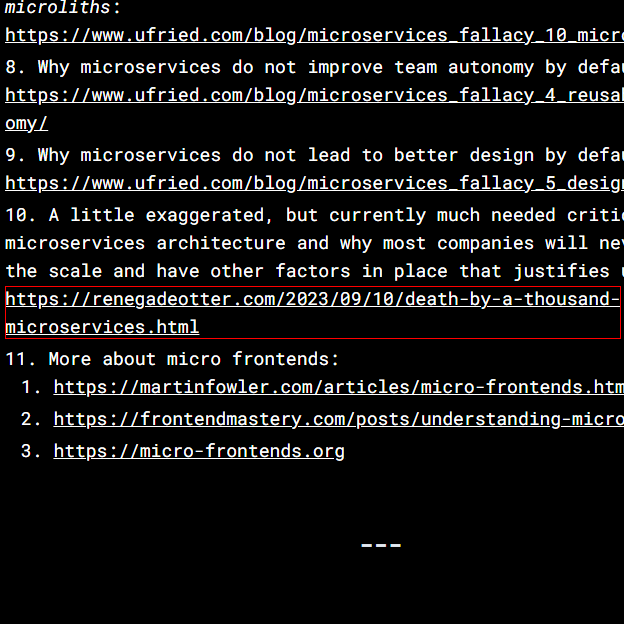 microliths:
https://www.ufried.com/blog/microservices_fallacy_10_micro
8. Why microservices do not improve team autonomy by
https://www.ufried.com/blog/microservices_fallacy_4_reusa
omy/
9. Why microservices do not lead to better design by
https://www.ufried.com/blog/microservices_fallacy_5_design
10. A little exaggerated, but currently much needed
microservices architecture and why most companies will
the scale and have other factors in place that justifies
https://renegadeotter.com/2023/09/10/death-by-a-thousand-
microservices.html
11. More about micro frontends:
1. https://martinfowler.com/articles/micro-frontends.htm
2. https://frontendmastery.com/posts/understanding-micro
3. https://micro-frontends.org
---